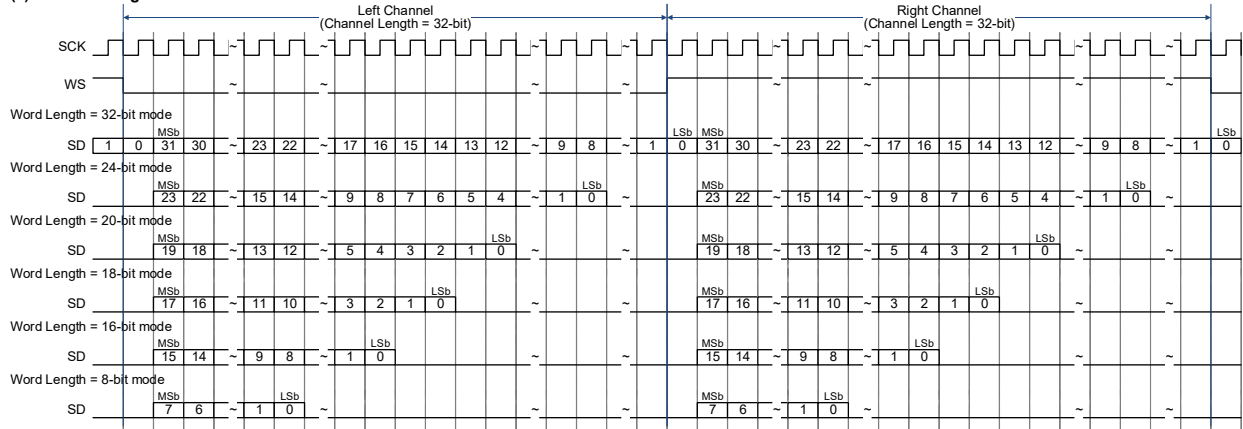 Left Channel
(Channel Length = 32-bit)
Right Channel
(Channel Length = 32-bit)
SCK
~ ~ ~ ~ ~ ~ ~ ~
WS
~ ~ ~ ~ ~ ~ ~ ~
Word Length = 32-bit mode
MSb LSb MSb LSb
SD 1 0 31 30 ~ 23 22 ~ 17 16 15 14 13 12 ~ 9 8 ~ 1 0 31 30 ~ 23 22 ~ 17 16 15 14 13 12 ~ 9 8 ~ 1 0
Word Length = 24-bit mode
MSb LSb MSb LSb
SD 23 22 ~ 15 14 ~ 9 8 7 6 5 4 ~ 1 0 ~ 23 22 ~ 15 14 ~ 9 8 7 6 5 4 ~ 1 0 ~
Word Length = 20-bit mode
MSb LSb MSb LSb
SD 19 18 ~ 13 12 ~ 5 4 3 2 1 0 ~ ~ 19 18 ~ 13 12 ~ 5 4 3 2 1 0 ~ ~
Word Length = 18-bit mode
MSb LSb MSb LSb
SD 17 16 ~ 11 10 ~ 3 2 1 0 ~ ~ 17 16 ~ 11 10 ~ 3 2 1 0 ~ ~
Word Length = 16-bit mode
MSb LSb MSb LSb
SD 15 14 ~ 9 8 ~ 1 0 ~ ~ 15 14 ~ 9 8 ~ 1 0 ~ ~
Word Length = 8-bit mode
MSb LSb MSb LSb
SD 7 6 ~ 1 0 ~ ~ ~ 7 6 ~ 1 0 ~ ~ ~